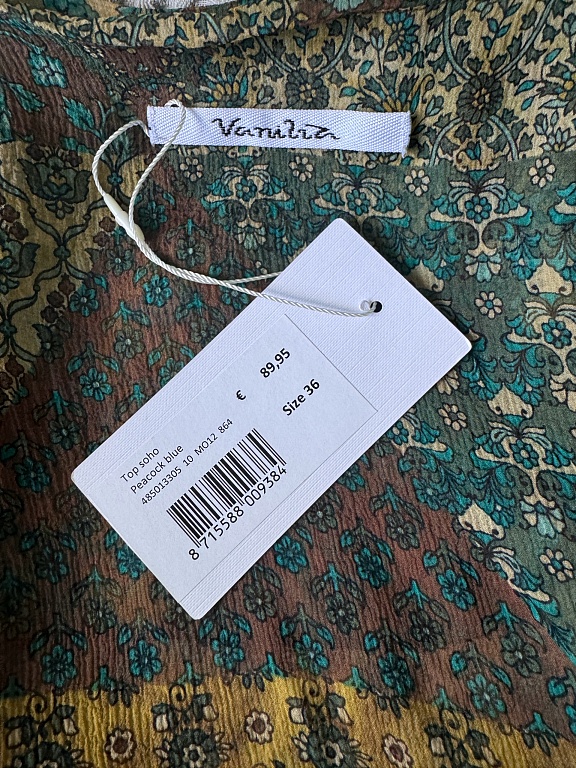 Vanilia
€ 89,95
Size 36
Top soho
Peacock blue
485013305 10 MO12 864
8 715588 009384